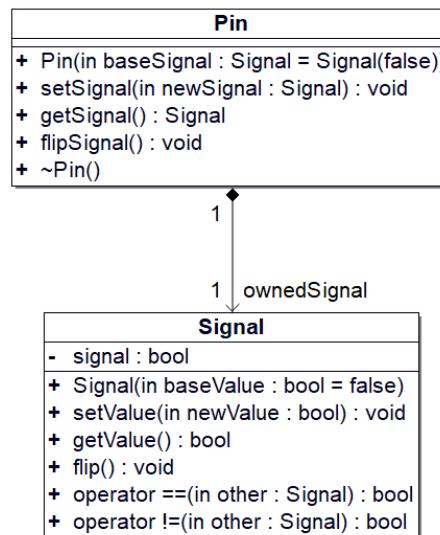 Pin
+ Pin(in baseSignal : Signal = Signal(false))
+ setSignal(in newSignal : Signal) : void
+ getSignal() : Signal
+ flipSignal() : void
+ ~Pin()
1
1 ownedSignal
Signal
- signal : bool
+ Signal(in baseValue : bool = false)
+ setValue(in newValue : bool) : void
+ getValue() : bool
+ flip() : void
+ operator ==(in other : Signal) : bool
+ operator !=(in other : Signal) : bool